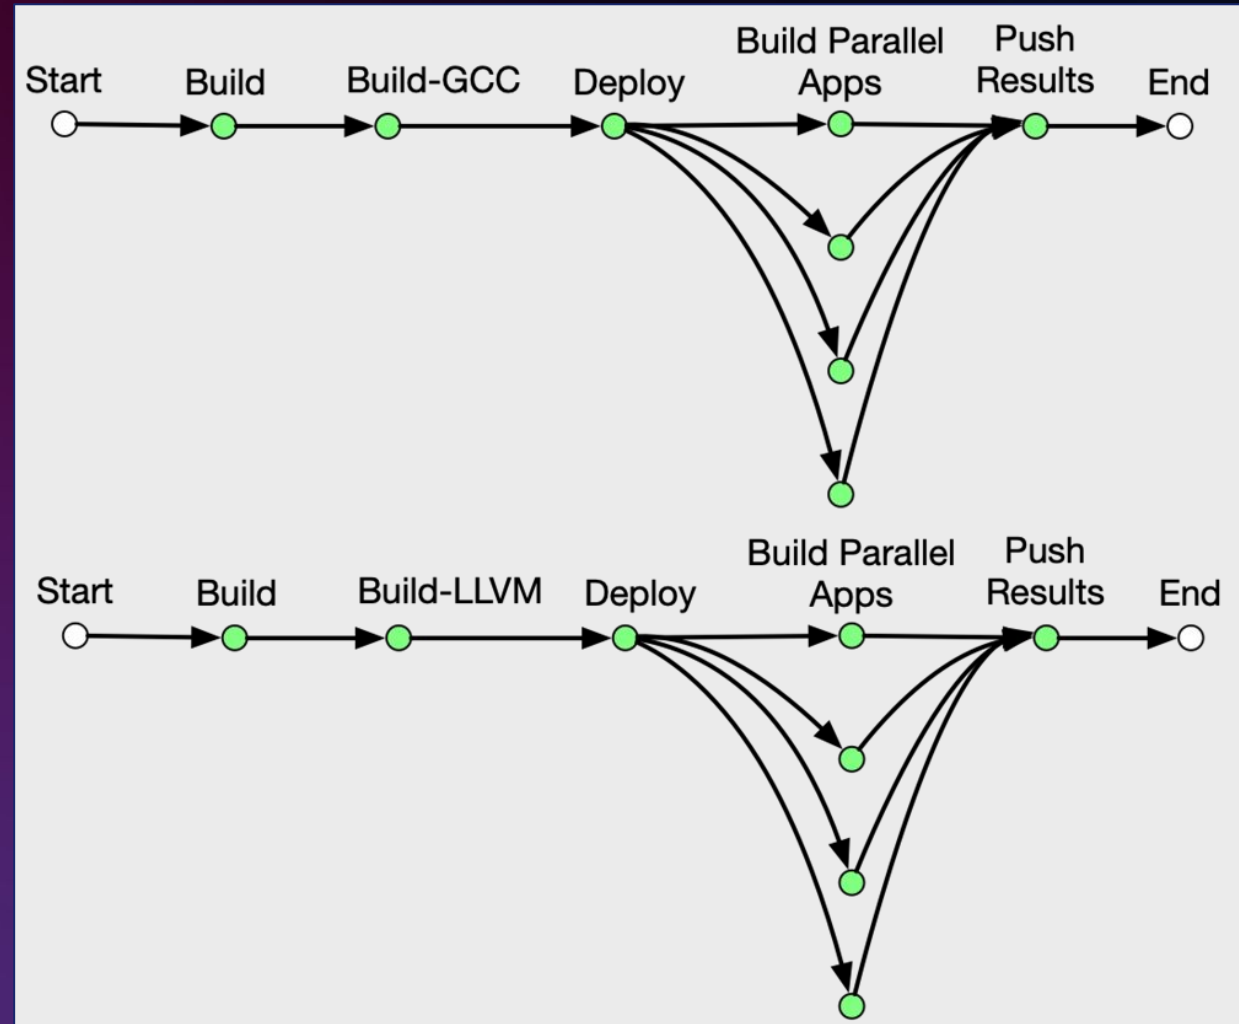 Start
Build
Build-GCC
Deploy
Build Parallel
Apps
Push
Results
End
Start
Build
Build-LLVM
Deploy
Build Parallel
Apps
Push
Results
End